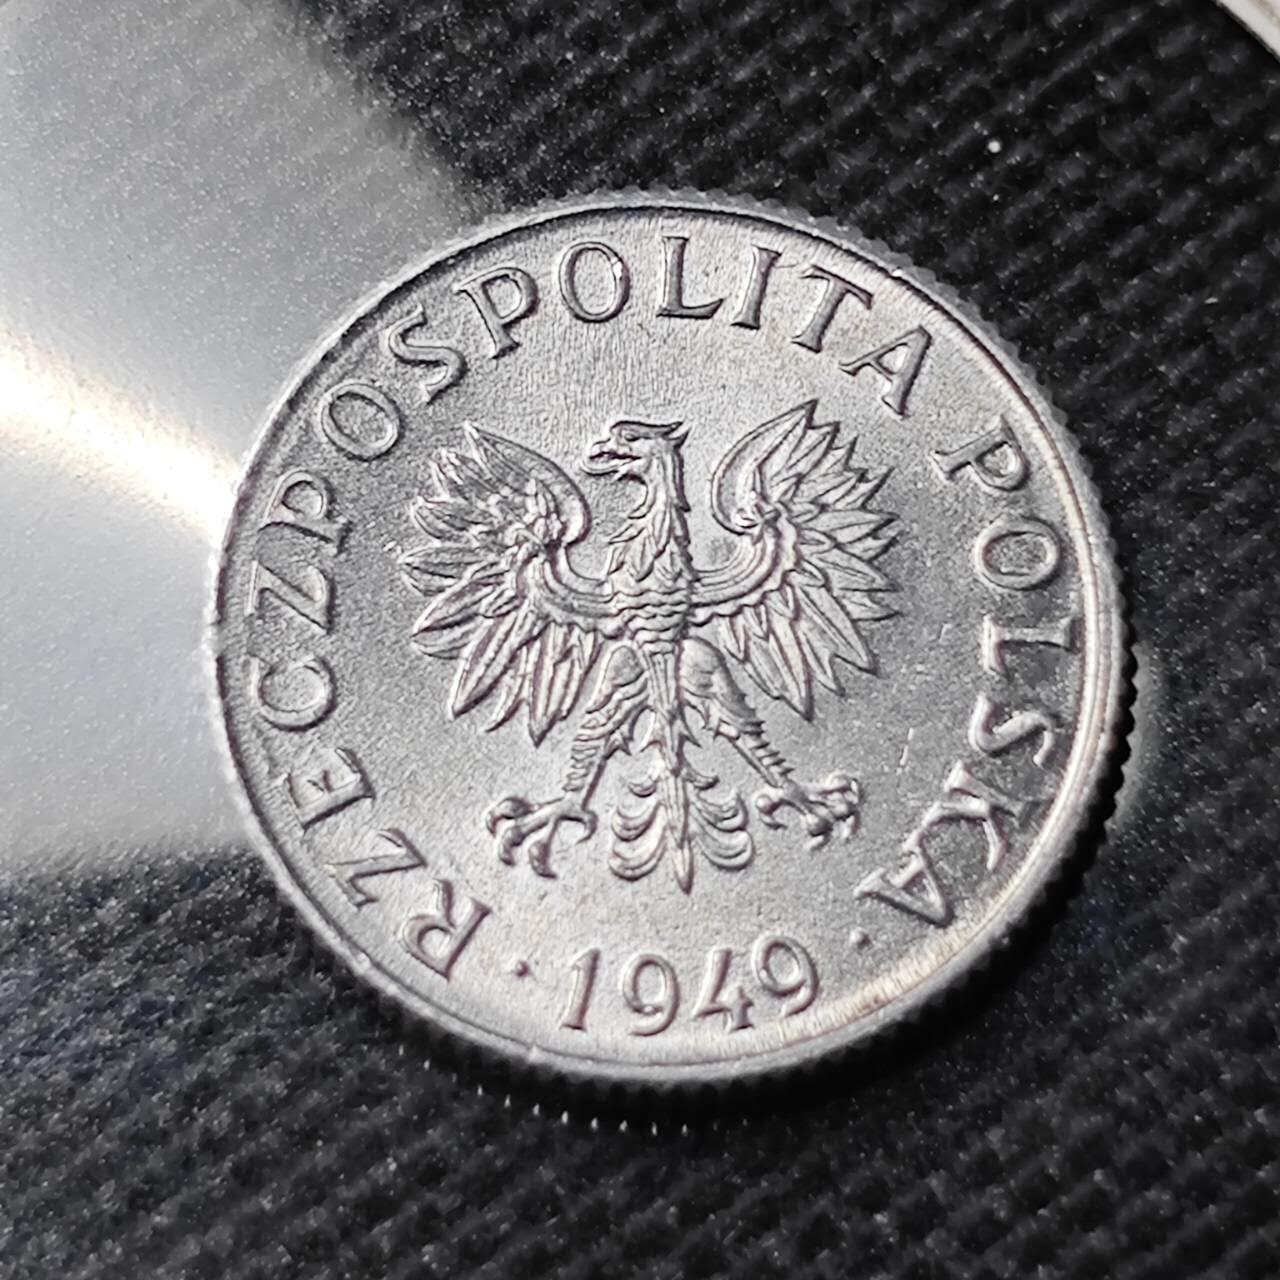 RZECZPOSPOLITA POLSKA
· 1949 ·